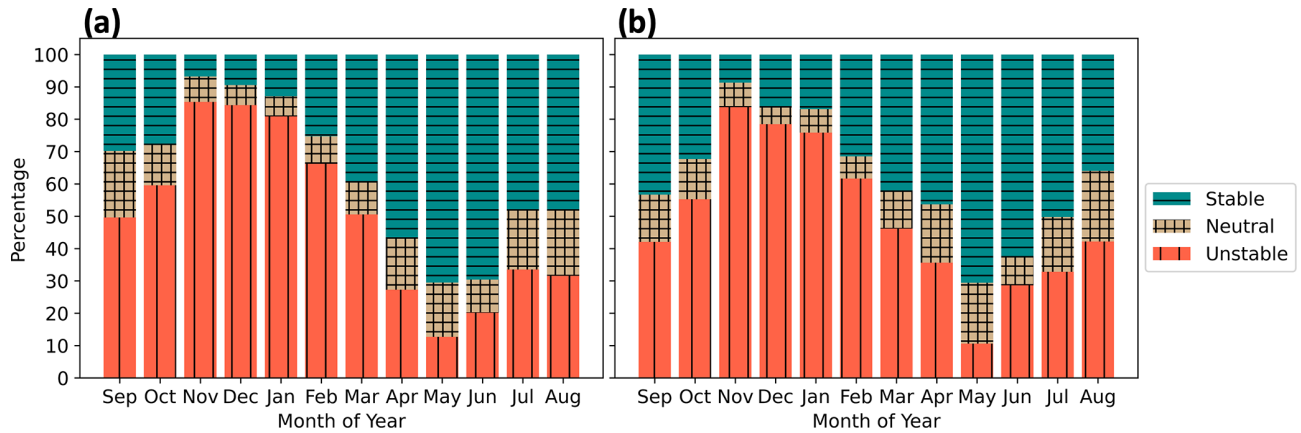 (a)
(b)
Percentage
100
90
80
70
60
50
40
30
20
10
0
Sep Oct Nov Dec Jan Feb Mar Apr May Jun Jul Aug
Month of Year
Sep Oct Nov Dec Jan Feb Mar Apr May Jun Jul Aug
Month of Year
Stable
Neutral
Unstable